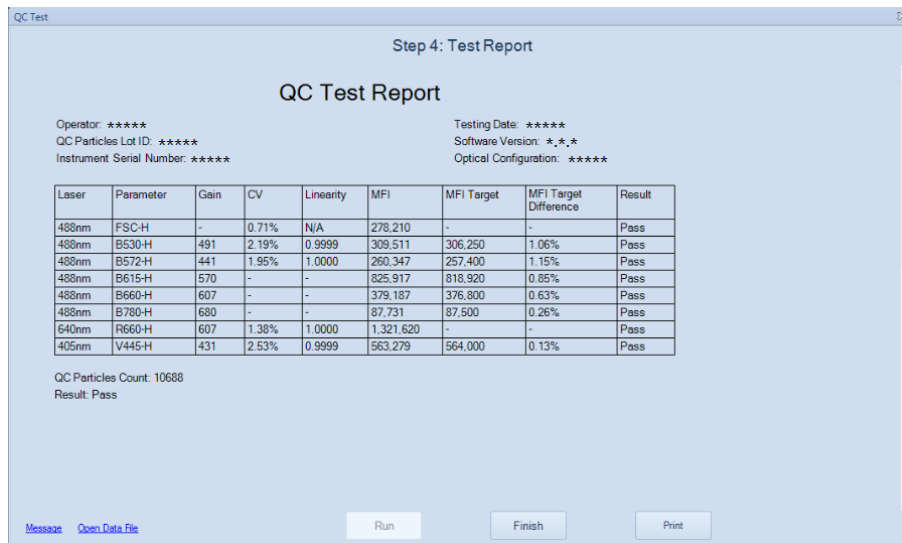 QC Test
Step 4: Test Report
QC Test Report
Operator: *****
Testing Date: *****
QC Particles Lot ID: *****
Software Version: *.*.*
Instrument Serial Number: *****
Optical Configuration: *****
Laser Parameter Gain CV Linearity MFI MFI Target MFI Target Difference Result
488nm FSC-H - 0.71% N/A 278,210 - - Pass
488nm B530-H 491 2.19% 0.9999 309,511 306,250 1.06% Pass
488nm B572-H 441 1.95% 1.0000 260,347 257,400 1.15% Pass
488nm B615-H 570 - - 825,917 818,920 0.85% Pass
488nm B660-H 607 - - 379,187 376,800 0.63% Pass
488nm B780-H 680 - - 87,731 87,500 0.26% Pass
640nm R660-H 607 1.38% 1.0000 1,321,620 - - Pass
405nm V445-H 431 2.53% 0.9999 563,279 564,000 0.13% Pass
QC Particles Count: 10688
Result: Pass
Message Open Data File Run Finish Print